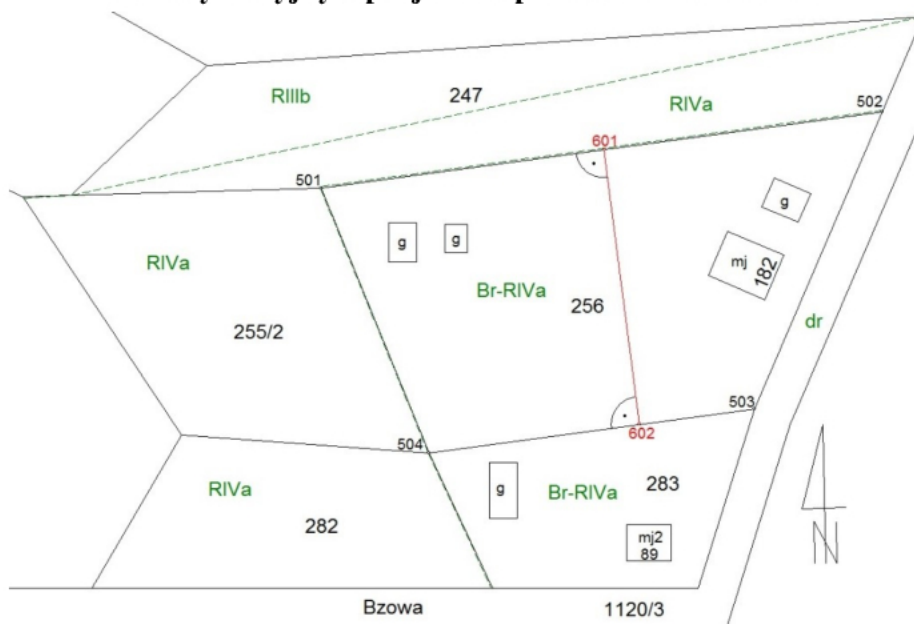 RIIIb
247
RIVa
502
601
501
g
g
g
RIVa
mj
182
Br-RIVa
256
255/2
dr
503
504
602
RIVa
g
Br-RIVa
283
282
mj2
89
N
Bzowa
1120/3